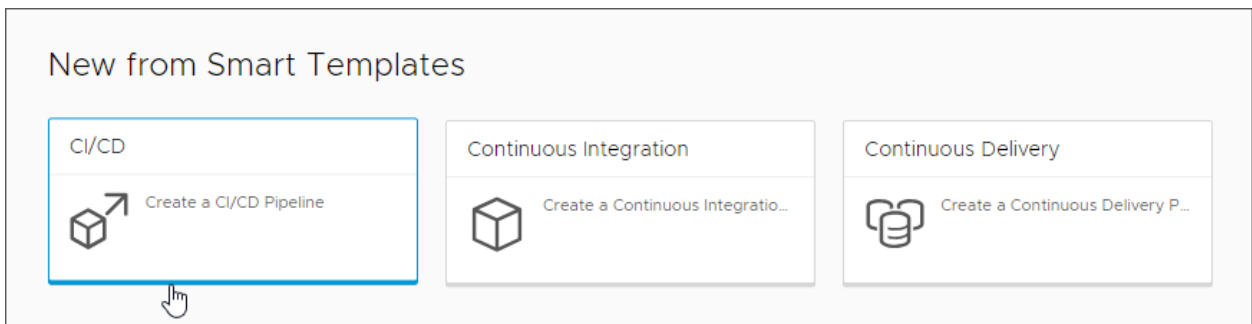 New from Smart Templates
CI/CD
Create a CI/CD Pipeline
Continuous Integration
Create a Continuous Integratio...
Continuous Delivery
Create a Continuous Delivery P...